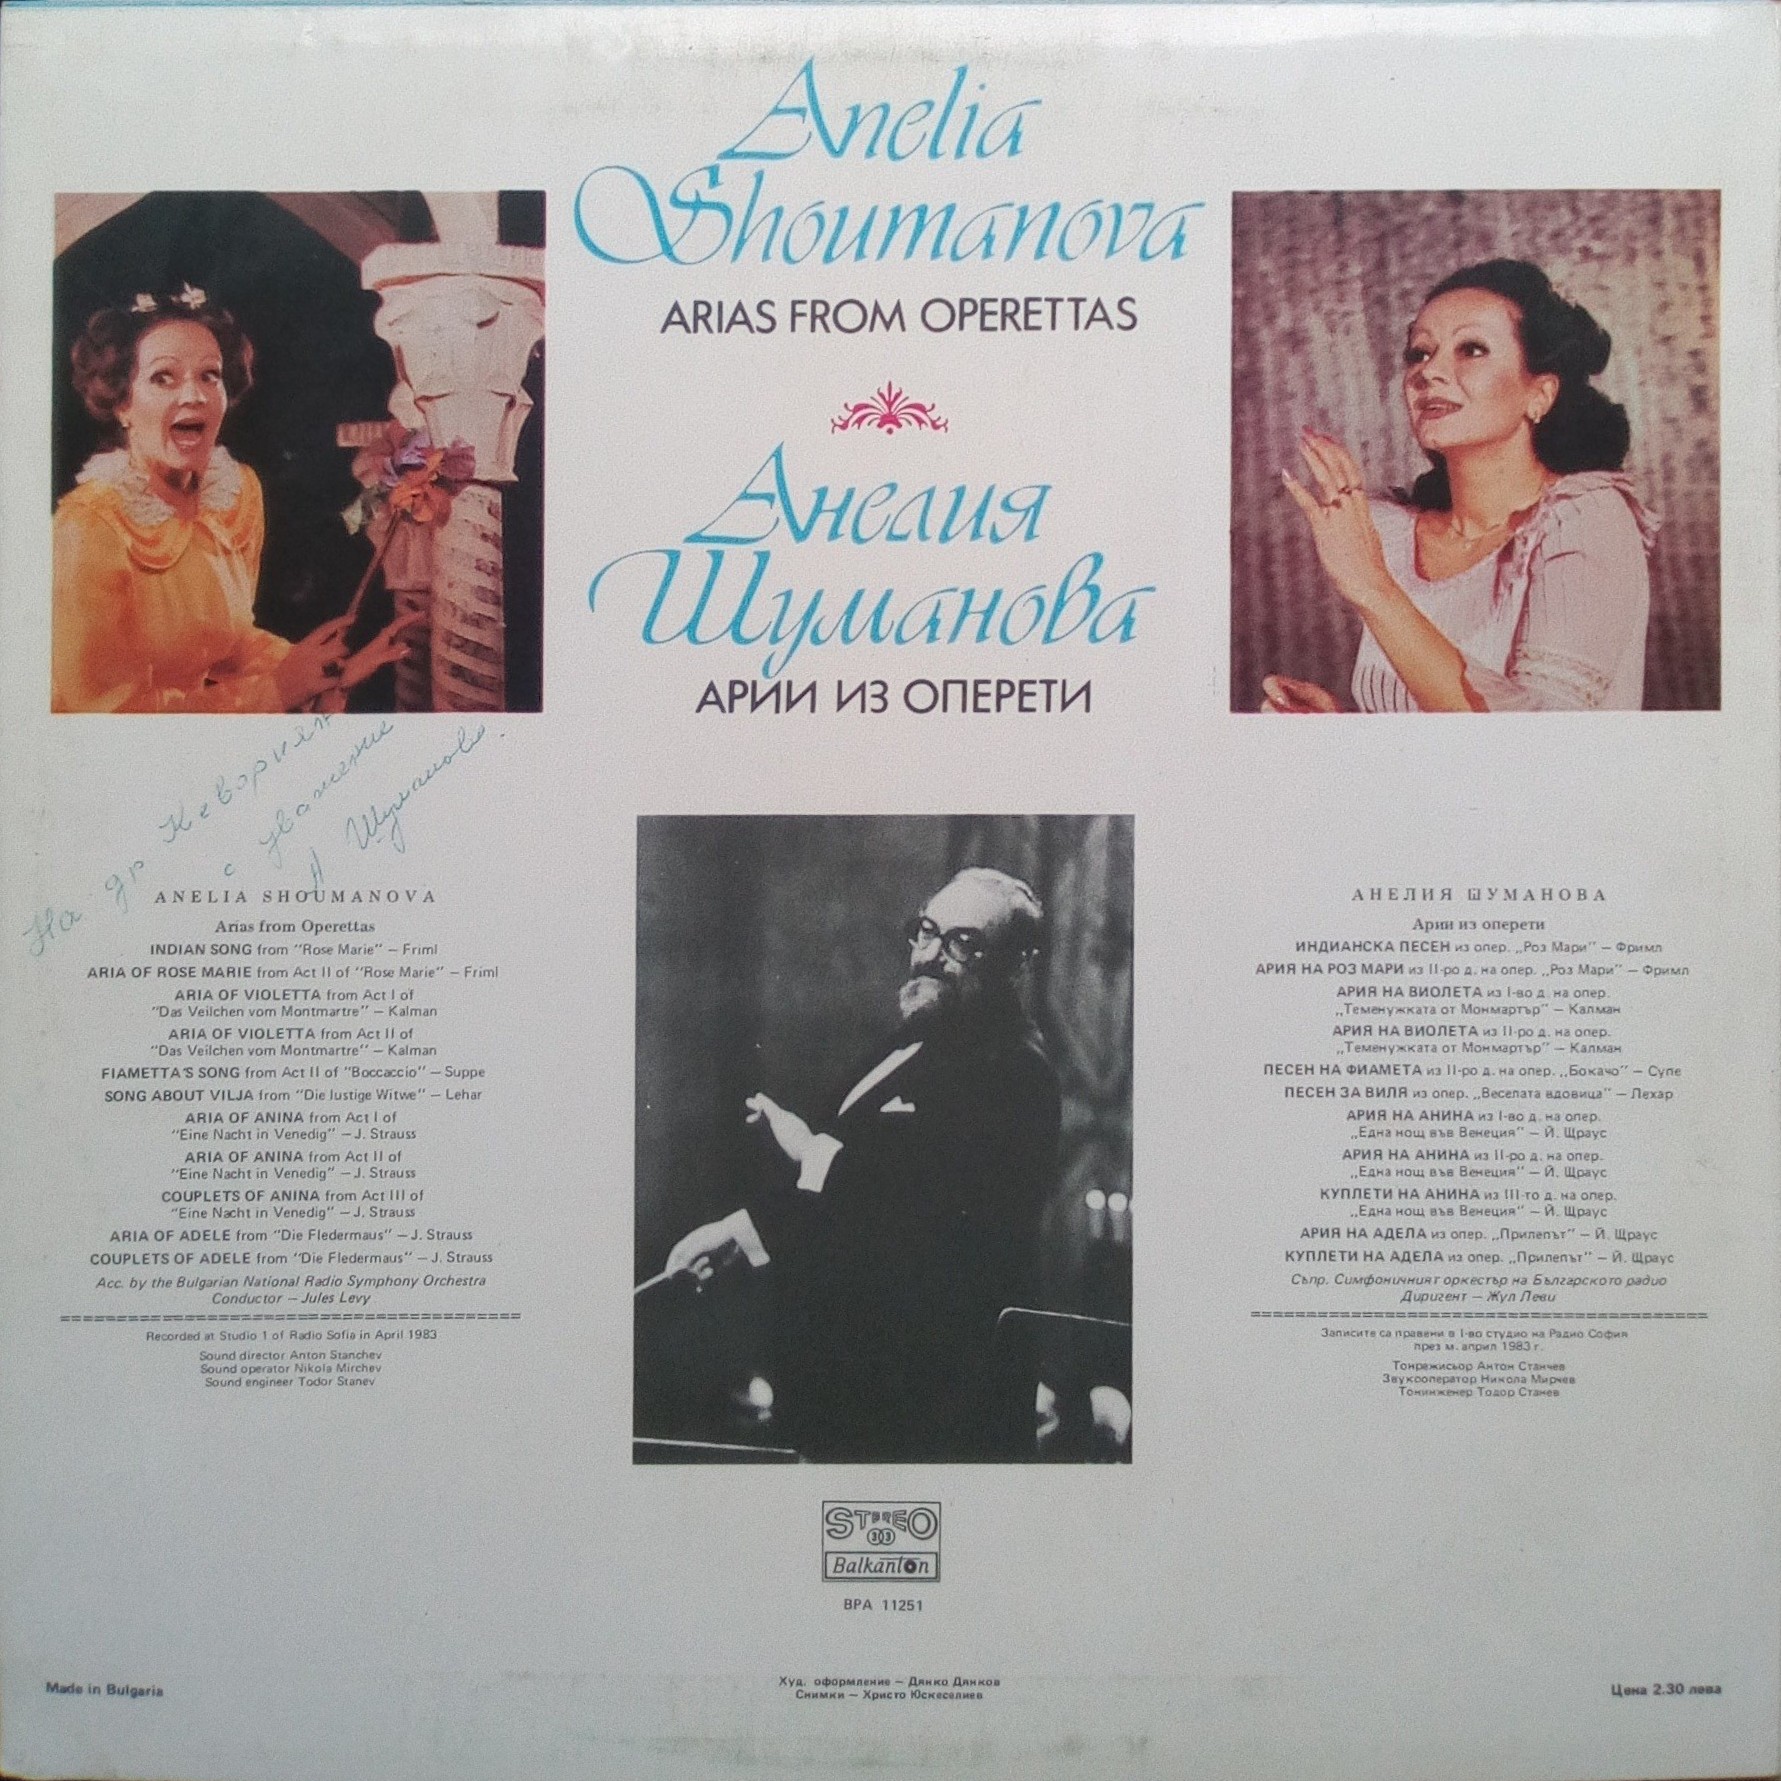 Anelia
Shoumanova
ARIAS FROM OPERETTAS
Анелия
Шуманова
АРИИ ИЗ ОПЕРЕТИ
На др Кеворкян
с уважение
А Шуманова.
ANELIA SHOUMANOVA
Arias from Operettas
INDIAN SONG from “Rose Marie” – Friml
ARIA OF ROSE MARIE from Act II of “Rose Marie” – Friml
ARIA OF VIOLETTA from Act I of
“Das Veilchen vom Montmartre” – Kalman
ARIA OF VIOLETTA from Act II of
“Das Veilchen vom Montmartre” – Kalman
FIAMETTA’S SONG from Act II of “Boccaccio” – Suppe
SONG ABOUT VILJA from “Die lustige Witwe” – Lehar
ARIA OF ANINA from Act I of
“Eine Nacht in Venedig” – J. Strauss
ARIA OF ANINA from Act II of
“Eine Nacht in Venedig” – J. Strauss
COUPLETS OF ANINA from Act III of
“Eine Nacht in Venedig” – J. Strauss
ARIA OF ADELE from “Die Fledermaus” – J. Strauss
COUPLETS OF ADELE from “Die Fledermaus” – J. Strauss
Acc. by the Bulgarian National Radio Symphony Orchestra
Conductor – Jules Levy
Recorded at Studio 1 of Radio Sofia in April 1983
Sound director Anton Stanchev
Sound operator Nikola Mirchev
Sound engineer Todor Stanev
АНЕЛИЯ ШУМАНОВА
Арии из оперети
ИНДИАНСКА ПЕСЕН из опер. „Роз Мари” – Фримл
АРИЯ НА РОЗ МАРИ из II-ро д. на опер. „Роз Мари” – Фримл
АРИЯ НА ВИОЛЕТА из I-во д. на опер.
„Теменужката от Монмартър” – Калман
АРИЯ НА ВИОЛЕТА из II-ро д. на опер.
„Теменужката от Монмартър” – Калман
ПЕСЕН НА ФИАМЕТА из II-ро д. на опер. „Бокачо” – Супе
ПЕСЕН ЗА ВИЛЯ из опер. „Веселата вдовица” – Лехар
АРИЯ НА АНИНА из I-во д. на опер.
„Една нощ във Венеция” – Й. Щраус
АРИЯ НА АНИНА из II-ро д. на опер.
„Една нощ във Венеция” – Й. Щраус
КУПЛЕТИ НА АНИНА из III-то д. на опер.
„Една нощ във Венеция” – Й. Щраус
АРИЯ НА АДЕЛА из опер. „Прилепът” – Й. Щраус
КУПЛЕТИ НА АДЕЛА из опер. „Прилепът” – Й. Щраус
Съпр. Симфоничният оркестър на Българското радио
Диригент – Жул Леви
Записите са правени в I-во студио на Радио София
през м. април 1983 г.
Тонрежисьор Антон Станчев
Звукооператор Никола Мирчев
Тонинженер Тодор Станев
STEREO
33
Balkanton
BPA 11251
Made in Bulgaria
Худ. оформление – Дянко Дянков
Снимки – Христо Юскеселиев
Цена 2.30 лева